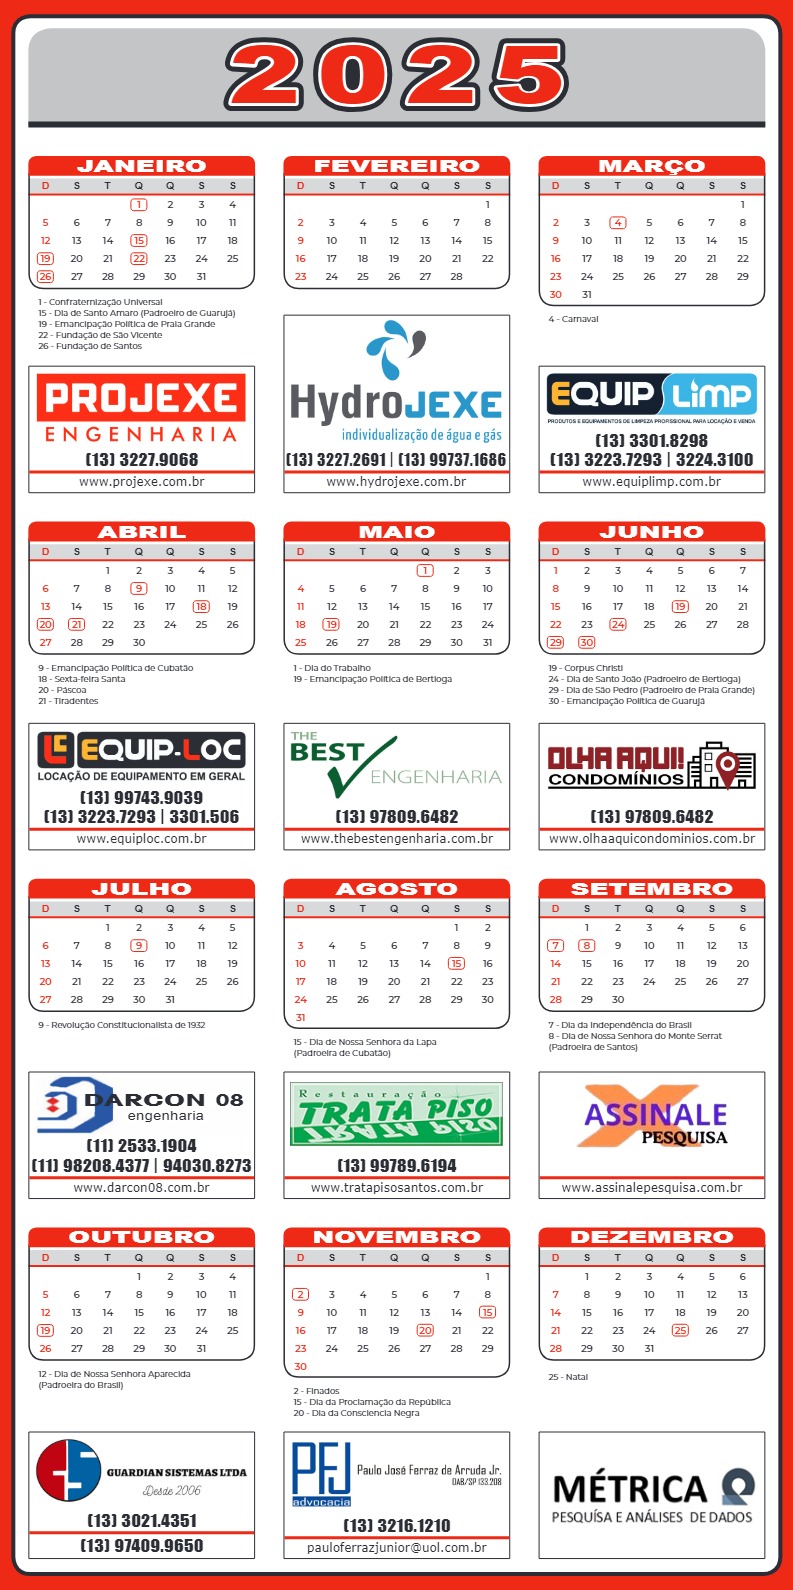 2025
JANEIRO
D S T Q Q S S
1 2 3 4
5 6 7 8 9 10 11
12 13 14 15 16 17 18
19 20 21 22 23 24 25
26 27 28 29 30 31
1 - Confraternização Universal
15 - Dia de Santo Amaro (Padroeiro de Guarujá)
19 - Emancipação Política de Praia Grande
22 - Fundação de São Vicente
26 - Fundação de Santos
FEVEREIRO
D S T Q Q S S
1
2 3 4 5 6 7 8
9 10 11 12 13 14 15
16 17 18 19 20 21 22
23 24 25 26 27 28
MARÇO
D S T Q Q S S
1
2 3 4 5 6 7 8
9 10 11 12 13 14 15
16 17 18 19 20 21 22
23 24 25 26 27 28 29
30 31
4 - Carnaval
PROJEXE
ENGENHARIA
(13) 3227.9068
www.projexe.com.br
HydroJEXE
individualização de água e gás
(13) 3227.2691 | (13) 99737.1686
www.hydrojexe.com.br
EQUIP LiMP
PRODUTOS E EQUIPAMENTOS DE LIMPEZA PROFISSIONAL PARA LOCAÇÃO E VENDA
(13) 3301.8298
(13) 3223.7293 | 3224.3100
www.equiplimp.com.br
ABRIL
D S T Q Q S S
1 2 3 4 5
6 7 8 9 10 11 12
13 14 15 16 17 18 19
20 21 22 23 24 25 26
27 28 29 30
9 - Emancipação Política de Cubatão
18 - Sexta-feira Santa
20 - Páscoa
21 - Tiradentes
MAIO
D S T Q Q S S
1 2 3
4 5 6 7 8 9 10
11 12 13 14 15 16 17
18 19 20 21 22 23 24
25 26 27 28 29 30 31
1 - Dia do Trabalho
19 - Emancipação Política de Bertioga
JUNHO
D S T Q Q S S
1 2 3 4 5 6 7
8 9 10 11 12 13 14
15 16 17 18 19 20 21
22 23 24 25 26 27 28
29 30
19 - Corpus Christi
24 - Dia de Santo João (Padroeiro de Bertioga)
29 - Dia de São Pedro (Padroeiro de Praia Grande)
30 - Emancipação Política de Guarujá
EQUIP-LOC
LOCAÇÃO DE EQUIPAMENTO EM GERAL
(13) 99743.9039
(13) 3223.7293 | 3301.506
www.equiploc.com.br
THE
BEST
ENGENHARIA
(13) 97809.6482
www.thebestengenharia.com.br
OLHA AQUI!
CONDOMÍNIOS
(13) 97809.6482
www.olhaaquicondominios.com.br
JULHO
D S T Q Q S S
1 2 3 4 5
6 7 8 9 10 11 12
13 14 15 16 17 18 19
20 21 22 23 24 25 26
27 28 29 30 31
9 - Revolução Constitucionalista de 1932
AGOSTO
D S T Q Q S S
1 2
3 4 5 6 7 8 9
10 11 12 13 14 15 16
17 18 19 20 21 22 23
24 25 26 27 28 29 30
31
15 - Dia de Nossa Senhora da Lapa
(Padroeira de Cubatão)
SETEMBRO
D S T Q Q S S
1 2 3 4 5 6
7 8 9 10 11 12 13
14 15 16 17 18 19 20
21 22 23 24 25 26 27
28 29 30
7 - Dia da Independência do Brasil
8 - Dia de Nossa Senhora do Monte Serrat
(Padroeira de Santos)
DARCON 08
engenharia
(11) 2533.1904
(11) 98208.4377 | 94030.8273
www.darcon08.com.br
Restauração
TRATA PISO
TRATA PISO
(13) 99789.6194
www.tratapisosantos.com.br
ASSINALE
PESQUISA
www.assinalepesquisa.com.br
OUTUBRO
D S T Q Q S S
1 2 3 4
5 6 7 8 9 10 11
12 13 14 15 16 17 18
19 20 21 22 23 24 25
26 27 28 29 30 31
12 - Dia de Nossa Senhora Aparecida
(Padroeira do Brasil)
NOVEMBRO
D S T Q Q S S
1
2 3 4 5 6 7 8
9 10 11 12 13 14 15
16 17 18 19 20 21 22
23 24 25 26 27 28 29
30
2 - Finados
15 - Dia da Proclamação da República
20 - Dia da Consciencia Negra
DEZEMBRO
D S T Q Q S S
1 2 3 4 5 6
7 8 9 10 11 12 13
14 15 16 17 18 19 20
21 22 23 24 25 26 27
28 29 30 31
25 - Natal
GUARDIAN SISTEMAS LTDA
Desde 2006
(13) 3021.4351
(13) 97409.9650
PFJ
advocacia
Paulo José Ferraz de Arruda Jr.
OAB/SP 133.208
(13) 3216.1210
pauloferrazjunior@uol.com.br
MÉTRICA
PESQUÍSA E ANÁLISES DE DADOS